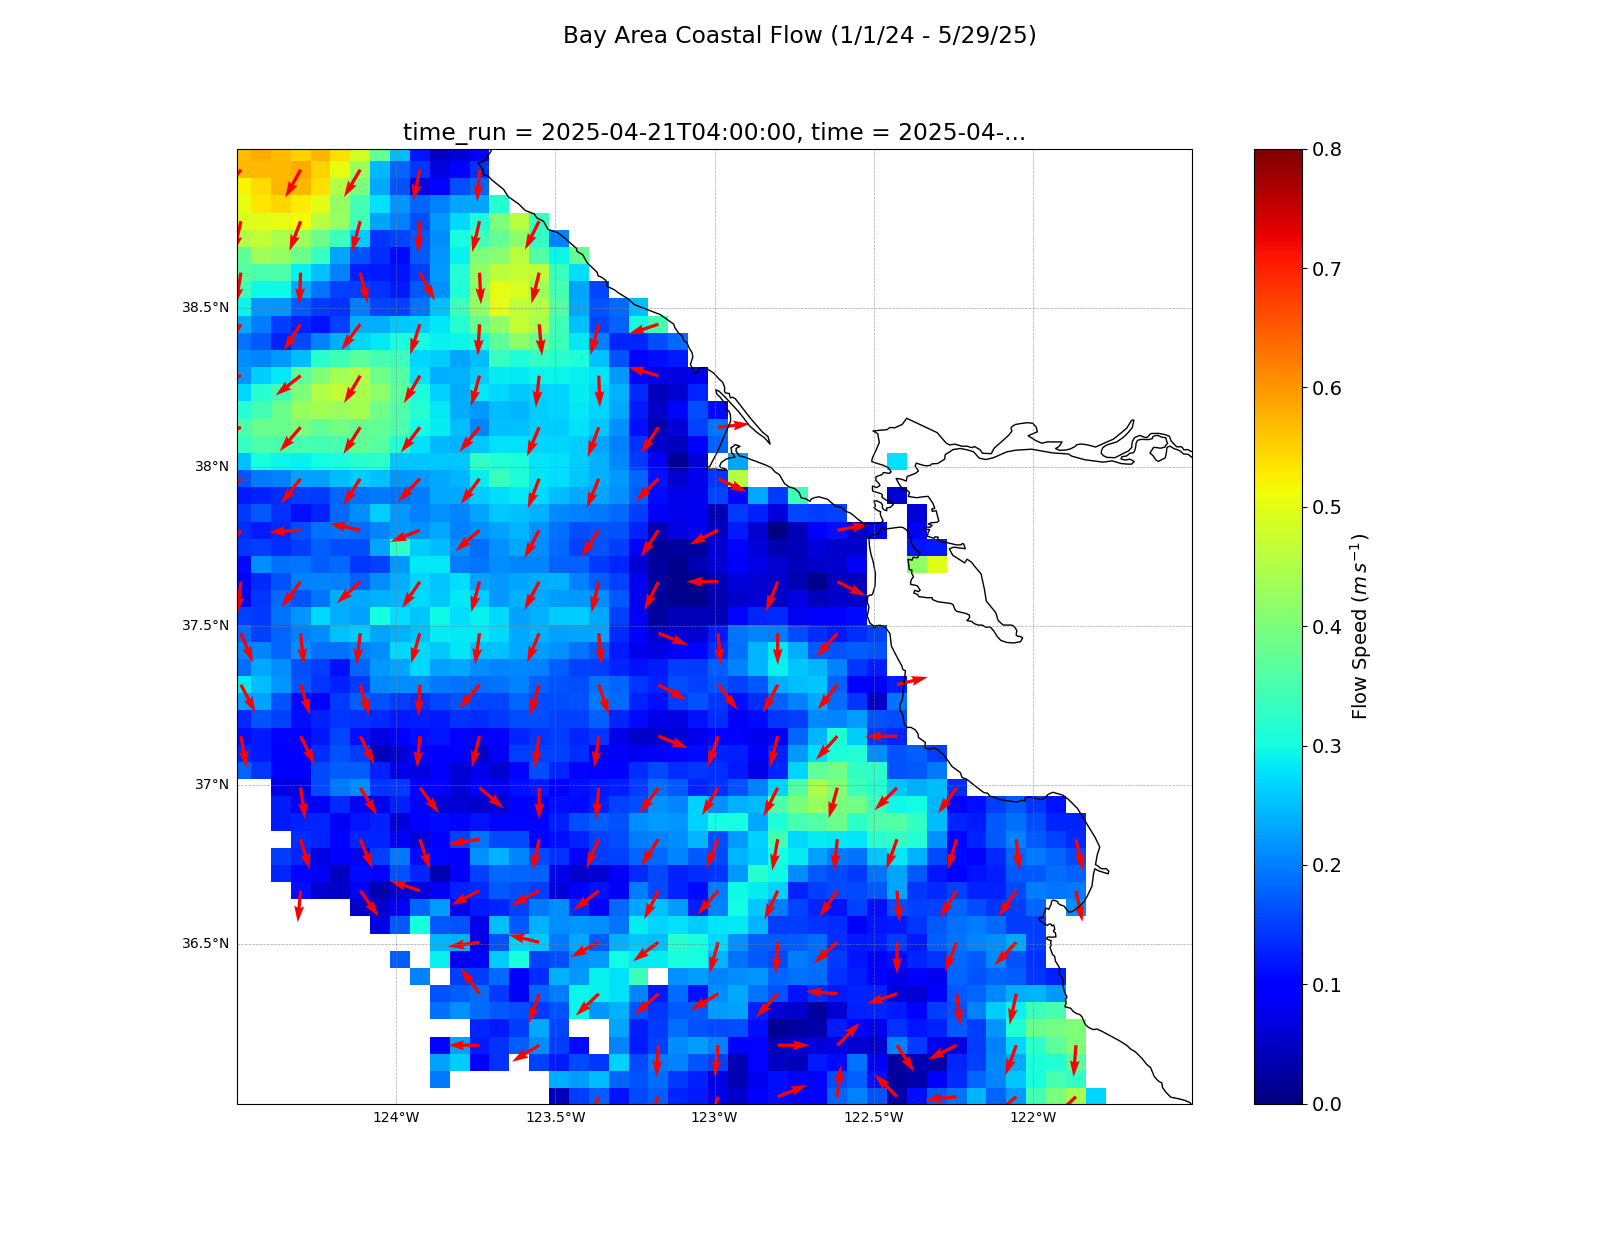 Bay Area Coastal Flow (1/1/24 - 5/29/25)
time_run = 2025-04-21T04:00:00, time = 2025-04-...
0.8
0.7
0.6
0.5
0.4
0.3
0.2
0.1
0.0
Flow Speed (m s⁻¹)
38.5°N
38°N
37.5°N
37°N
36.5°N
124°W
123.5°W
123°W
122.5°W
122°W